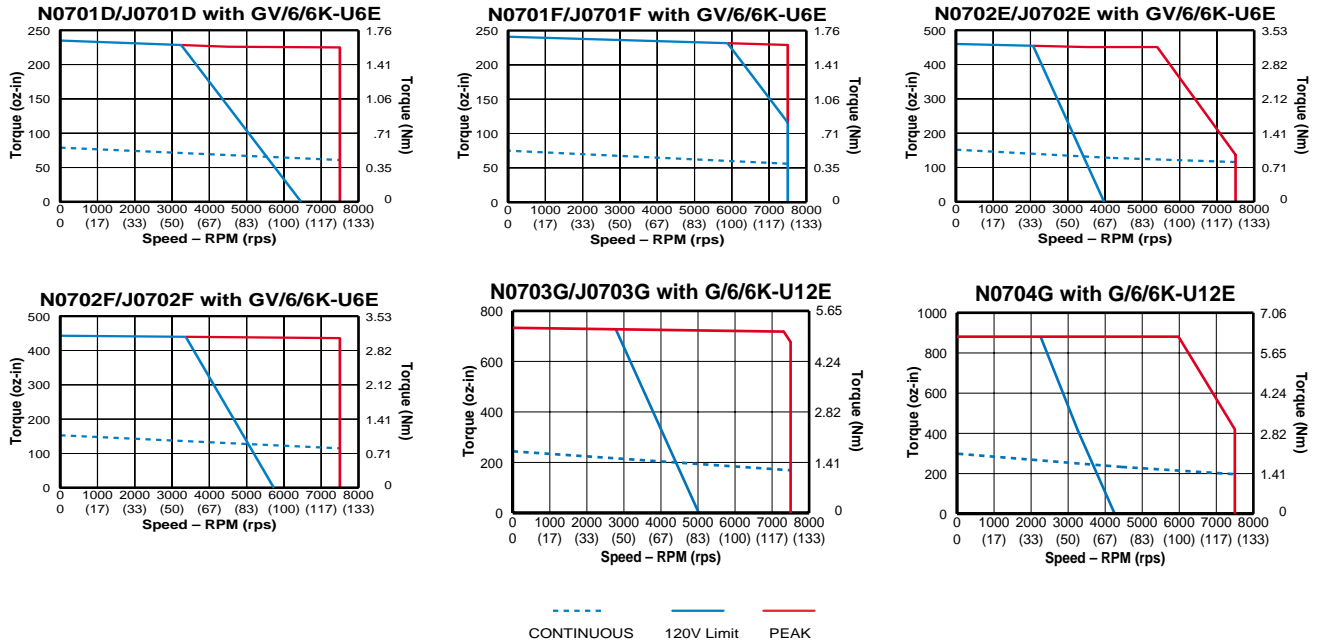 N0701D/J0701D with GV/6/6K-U6E
250
200
150
100
50
0
1.76
1.41
1.06
.71
0.35
0
Torque (oz-in)
Torque (Nm)
0 1000 2000 3000 4000 5000 6000 7000 8000
0 (17) (33) (50) (67) (83) (100) (117) (133)
Speed – RPM (rps)
N0701F/J0701F with GV/6/6K-U6E
250
200
150
100
50
0
1.76
1.41
1.06
.71
0.35
0
Torque (oz-in)
Torque (Nm)
0 1000 2000 3000 4000 5000 6000 7000 8000
0 (17) (33) (50) (67) (83) (100) (117) (133)
Speed – RPM (rps)
N0702E/J0702E with GV/6/6K-U6E
500
400
300
200
100
0
3.53
2.82
2.12
1.41
0.71
0
Torque (oz-in)
Torque (Nm)
0 1000 2000 3000 4000 5000 6000 7000 8000
0 (17) (33) (50) (67) (83) (100) (117) (133)
Speed – RPM (rps)
N0702F/J0702F with GV/6/6K-U6E
500
400
300
200
100
0
3.53
2.82
2.12
1.41
0.71
0
Torque (oz-in)
Torque (Nm)
0 1000 2000 3000 4000 5000 6000 7000 8000
0 (17) (33) (50) (67) (83) (100) (117) (133)
Speed – RPM (rps)
N0703G/J0703G with G/6/6K-U12E
800
600
400
200
0
5.65
4.24
2.82
1.41
0
Torque (oz-in)
Torque (Nm)
0 1000 2000 3000 4000 5000 6000 7000 8000
0 (17) (33) (50) (67) (83) (100) (117) (133)
Speed – RPM (rps)
N0704G with G/6/6K-U12E
1000
800
600
400
200
0
7.06
5.65
4.24
2.82
1.41
0
Torque (oz-in)
Torque (Nm)
0 1000 2000 3000 4000 5000 6000 7000 8000
0 (17) (33) (50) (67) (83) (100) (117) (133)
Speed – RPM (rps)
CONTINUOUS 120V Limit PEAK